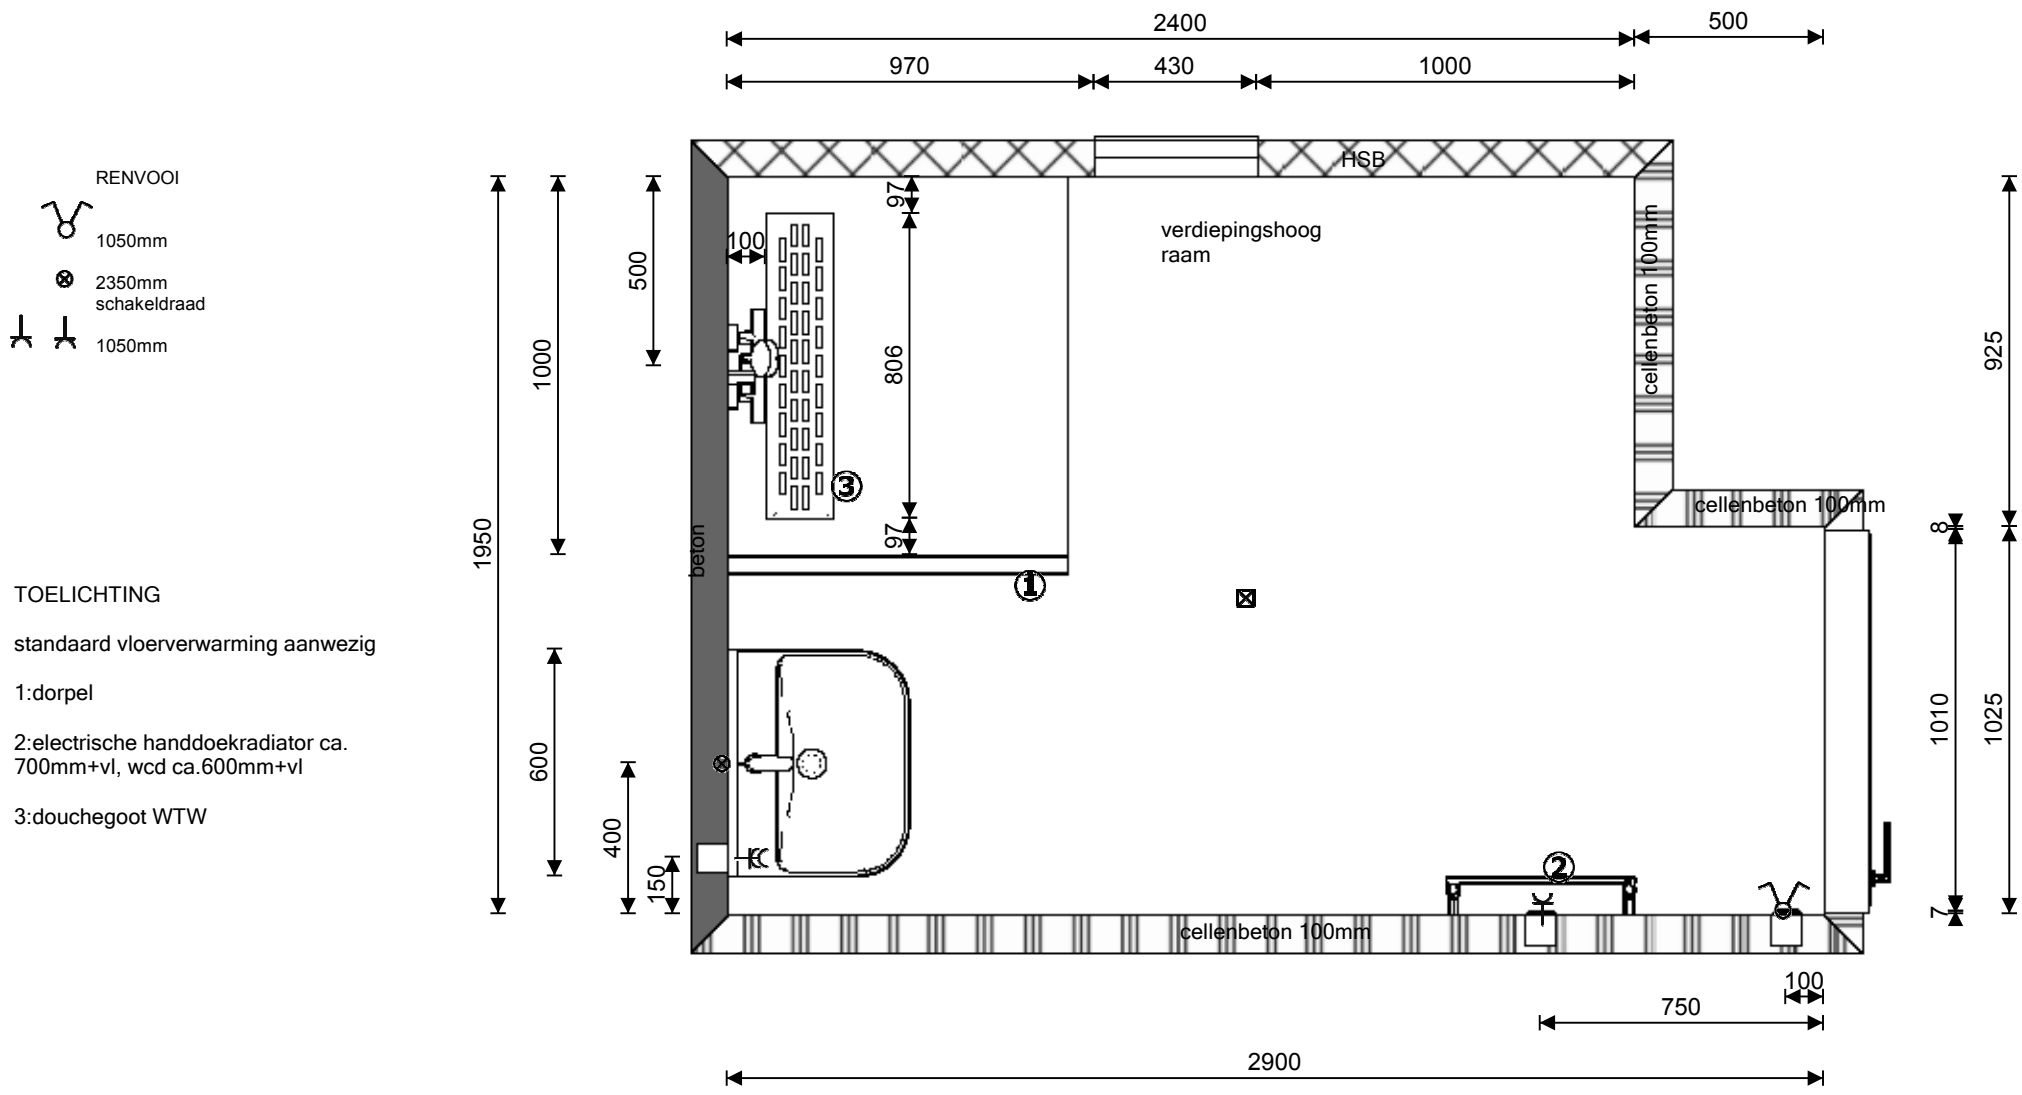 2400
500
970
430
1000
RENVOOI
1050mm
2350mm
schakeldraad
1050mm
HSB
verdiepingshoog
raam
cellenbeton 100mm
cellenbeton 100mm
97
100
500
1000
806
925
3
97
1950
beton
8
1
TOELICHTING
standaard vloerverwarming aanwezig
1:dorpel
2:electrische handdoekradiator ca.
700mm+vl, wcd ca.600mm+vl
3:douchegoot WTW
600
400
150
1010
1025
2
7
cellenbeton 100mm
100
750
2900